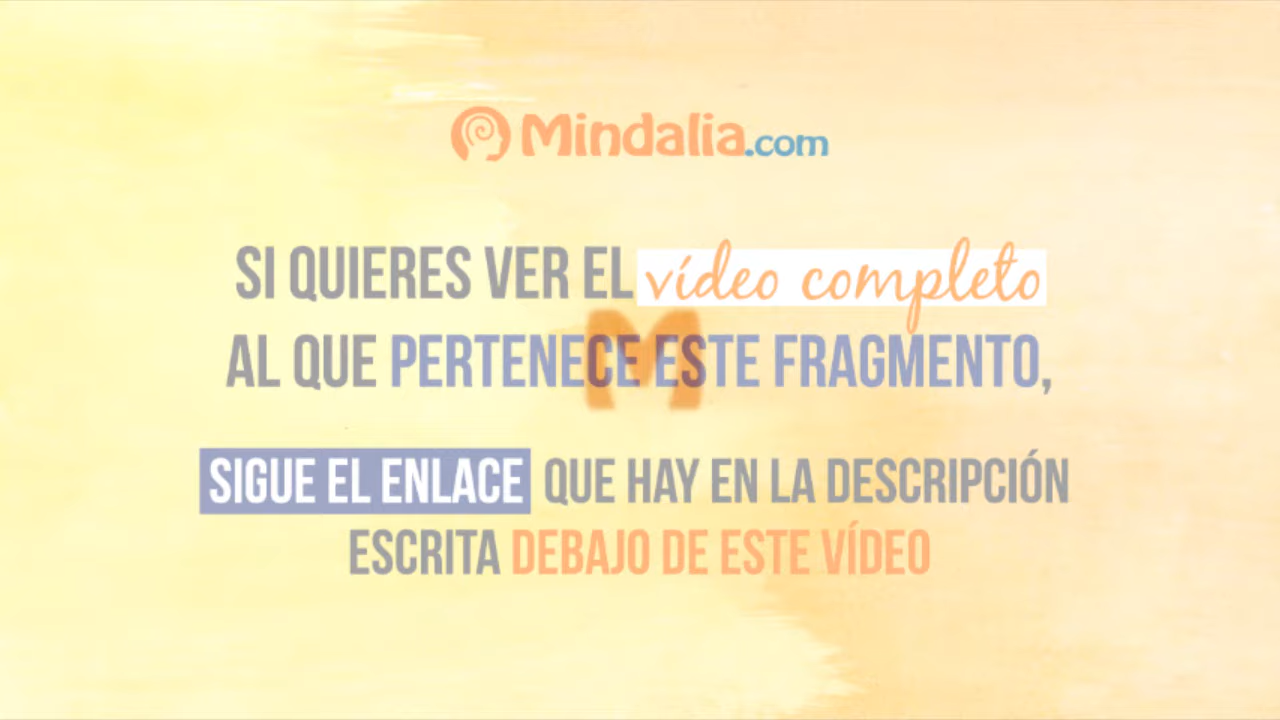 Mindalia.com
SI QUIERES VER EL vídeo completo
AL QUE PERTENECE ESTE FRAGMENTO,
M
SIGUE EL ENLACE QUE HAY EN LA DESCRIPCIÓN
ESCRITA DEBAJO DE ESTE VÍDEO